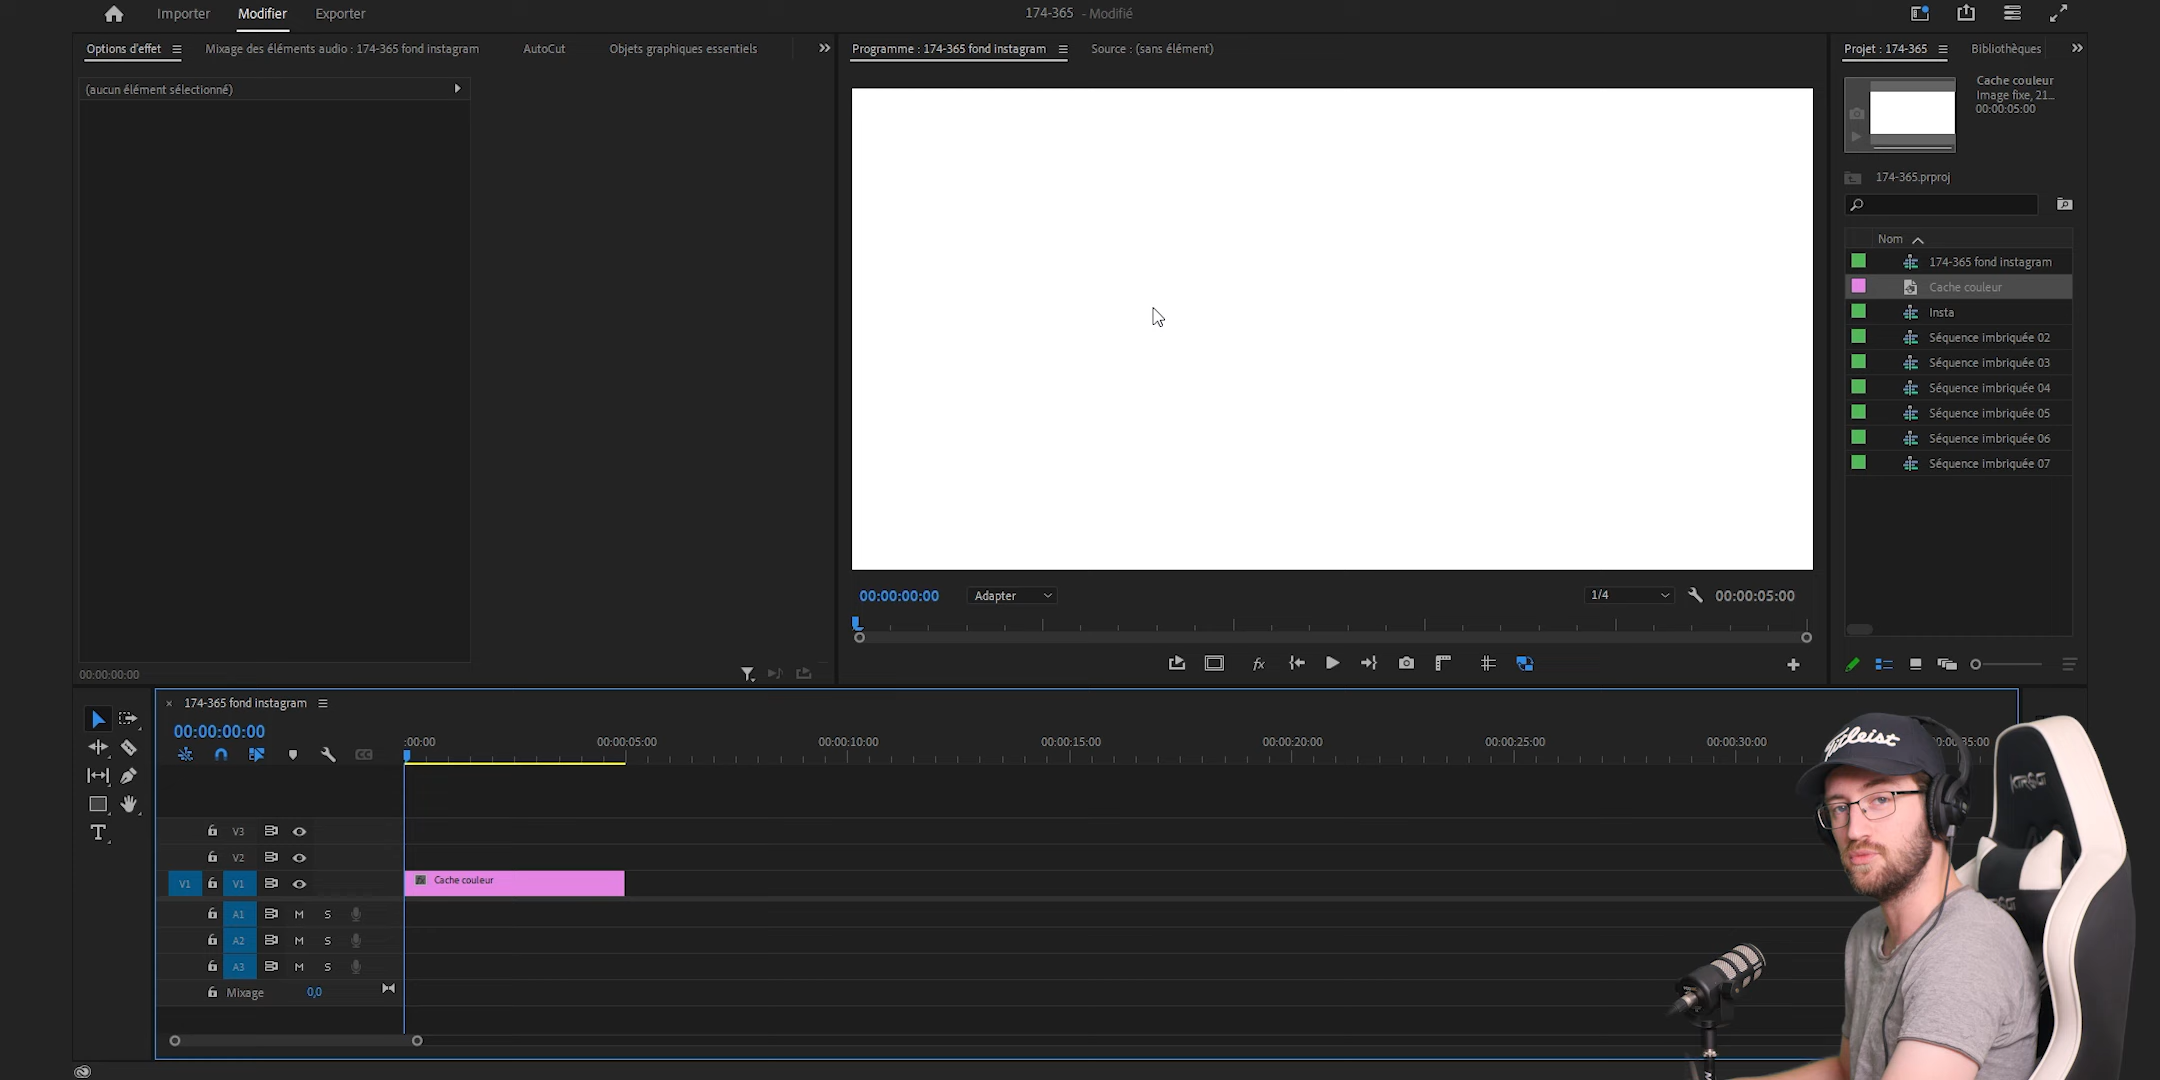 Importer Modifier Exporter
174-365 - Modifié
Options d'effet Mixage des éléments audio : 174-365 fond instagram AutoCut Objets graphiques essentiels
(aucun élément sélectionné)
00:00:00:00
Programme : 174-365 fond instagram Source : (sans élément)
00:00:00:00 Adapter 1/4 00:00:05:00
fx
Projet : 174-365 Bibliothèques
Cache couleur
Image fixe, 21...
00:00:05:00
174-365.prproj
Nom
174-365 fond instagram
Cache couleur
Insta
Séquence imbriquée 02
Séquence imbriquée 03
Séquence imbriquée 04
Séquence imbriquée 05
Séquence imbriquée 06
Séquence imbriquée 07
× 174-365 fond instagram
00:00:00:00
:00:00 00:00:05:00 00:00:10:00 00:00:15:00 00:00:20:00 00:00:25:00 00:00:30:00 00:35:00
CC
T
V3
V2
V1 V1 Cache couleur
A1 M S
A2 M S
A3 M S
Mixage 0,0
Titleist